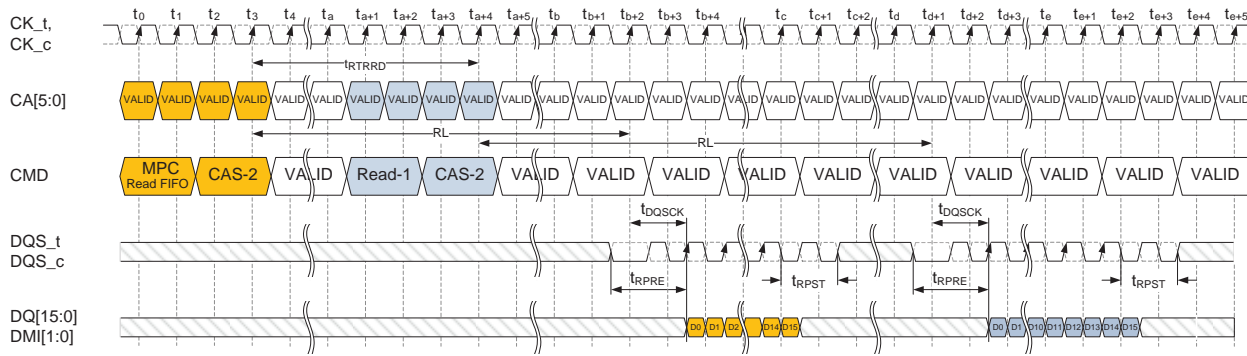 t0 t1 t2 t3 t4 ta ta+1 ta+2 ta+3 ta+4 ta+5 tb tb+1 tb+2 tb+3 tb+4 tc tc+1 tc+2 td td+1 td+2 td+3 te te+1 te+2 te+3 te+4 te+5
CK_t,
CK_c
tRTRRD
CA[5:0] VALID VALID VALID VALID VALID VALID VALID VALID VALID VALID VALID VALID VALID VALID VALID VALID VALID VALID VALID VALID VALID VALID VALID VALID VALID VALID VALID VALID VALID VALID
RL
RL
CMD MPC Read FIFO CAS-2 VALID Read-1 CAS-2 VALID VALID VALID VALID VALID VALID VALID VALID VALID VALID
tDQSCK tDQSCK
DQS_t
DQS_c
tRPRE tRPST tRPRE tRPST
DQ[15:0]
DMI[1:0]
D0 D1 D2 D14 D15 D0 D1 D10 D11 D12 D13 D14 D15